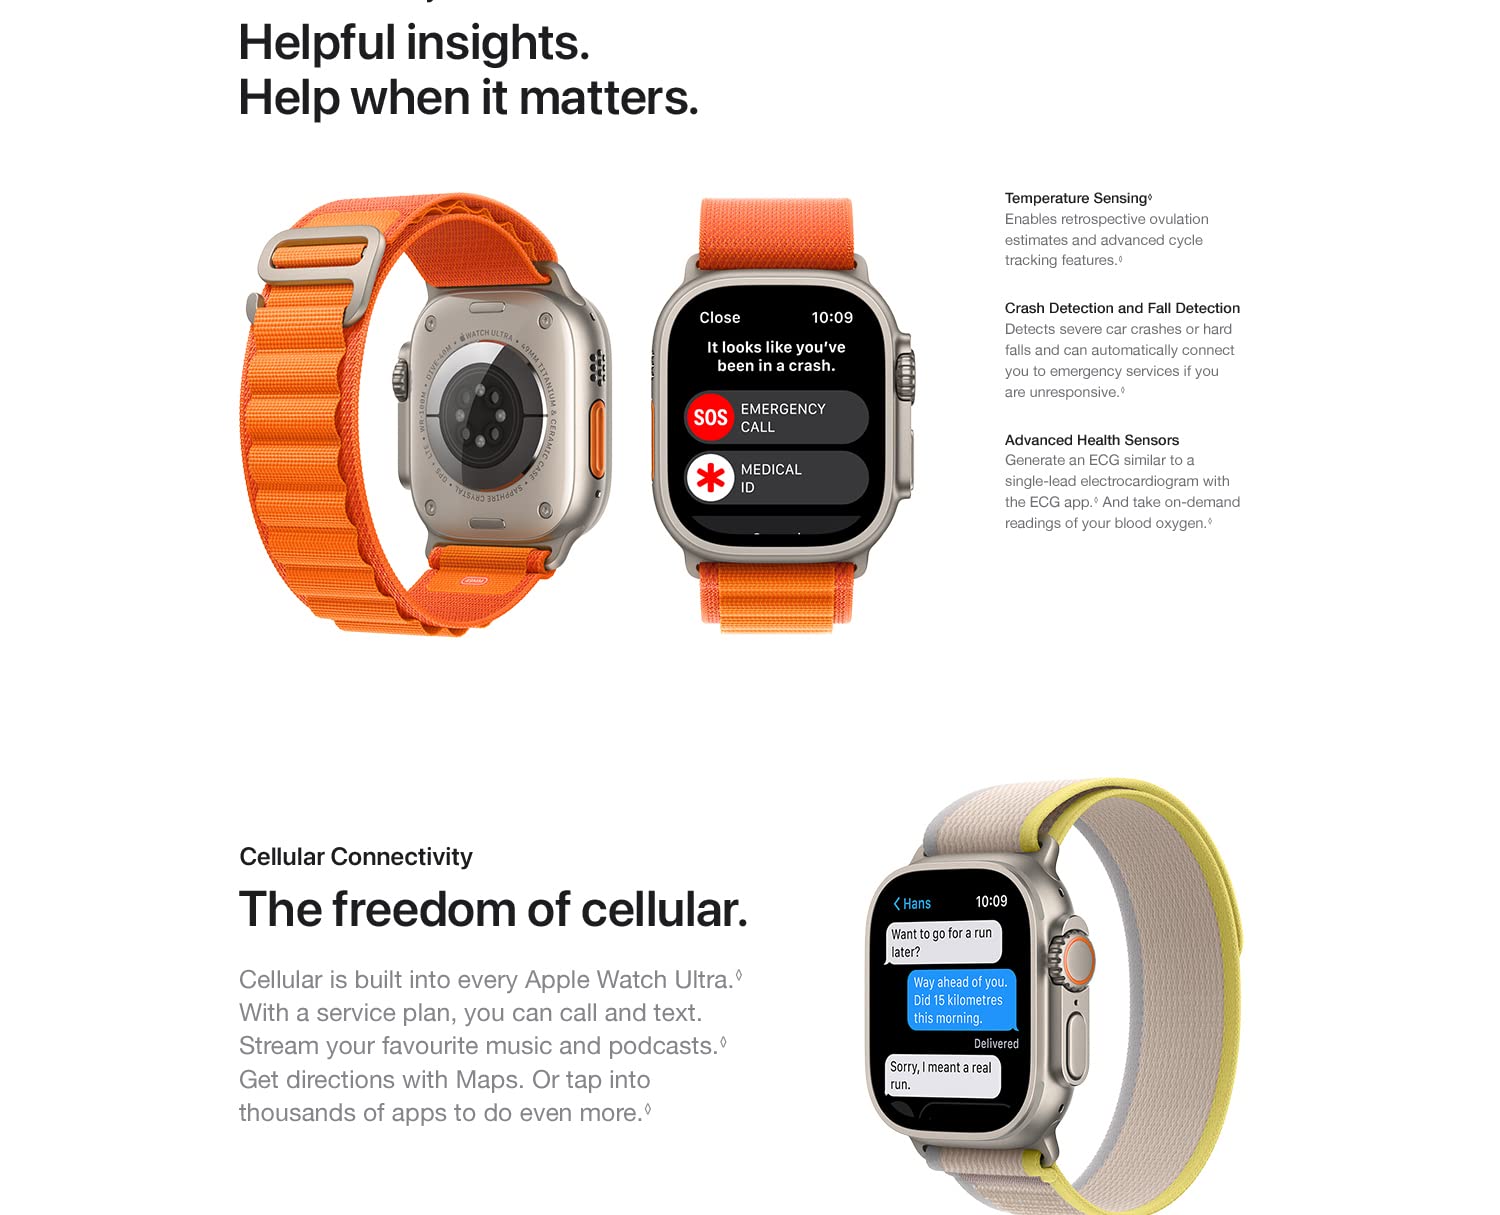 Helpful insights.
Help when it matters.
Temperature Sensing◊
Enables retrospective ovulation
estimates and advanced cycle
tracking features.◊
Crash Detection and Fall Detection
Detects severe car crashes or hard
falls and can automatically connect
you to emergency services if you
are unresponsive.◊
Advanced Health Sensors
Generate an ECG similar to a
single-lead electrocardiogram with
the ECG app.◊ And take on-demand
readings of your blood oxygen.◊
WATCH ULTRA • 49MM TITANIUM & CERAMIC CASE • SAPPHIRE CRYSTAL • GPS • LTE • WR-100M • DIVE-40M •
Close 10:09
It looks like you’ve
been in a crash.
SOS EMERGENCY
CALL
MEDICAL
ID
Cellular Connectivity
The freedom of cellular.
Cellular is built into every Apple Watch Ultra.◊
With a service plan, you can call and text.
Stream your favourite music and podcasts.◊
Get directions with Maps. Or tap into
thousands of apps to do even more.◊
Hans 10:09
Want to go for a run
later?
Way ahead of you.
Did 15 kilometres
this morning.
Delivered
Sorry, I meant a real
run.